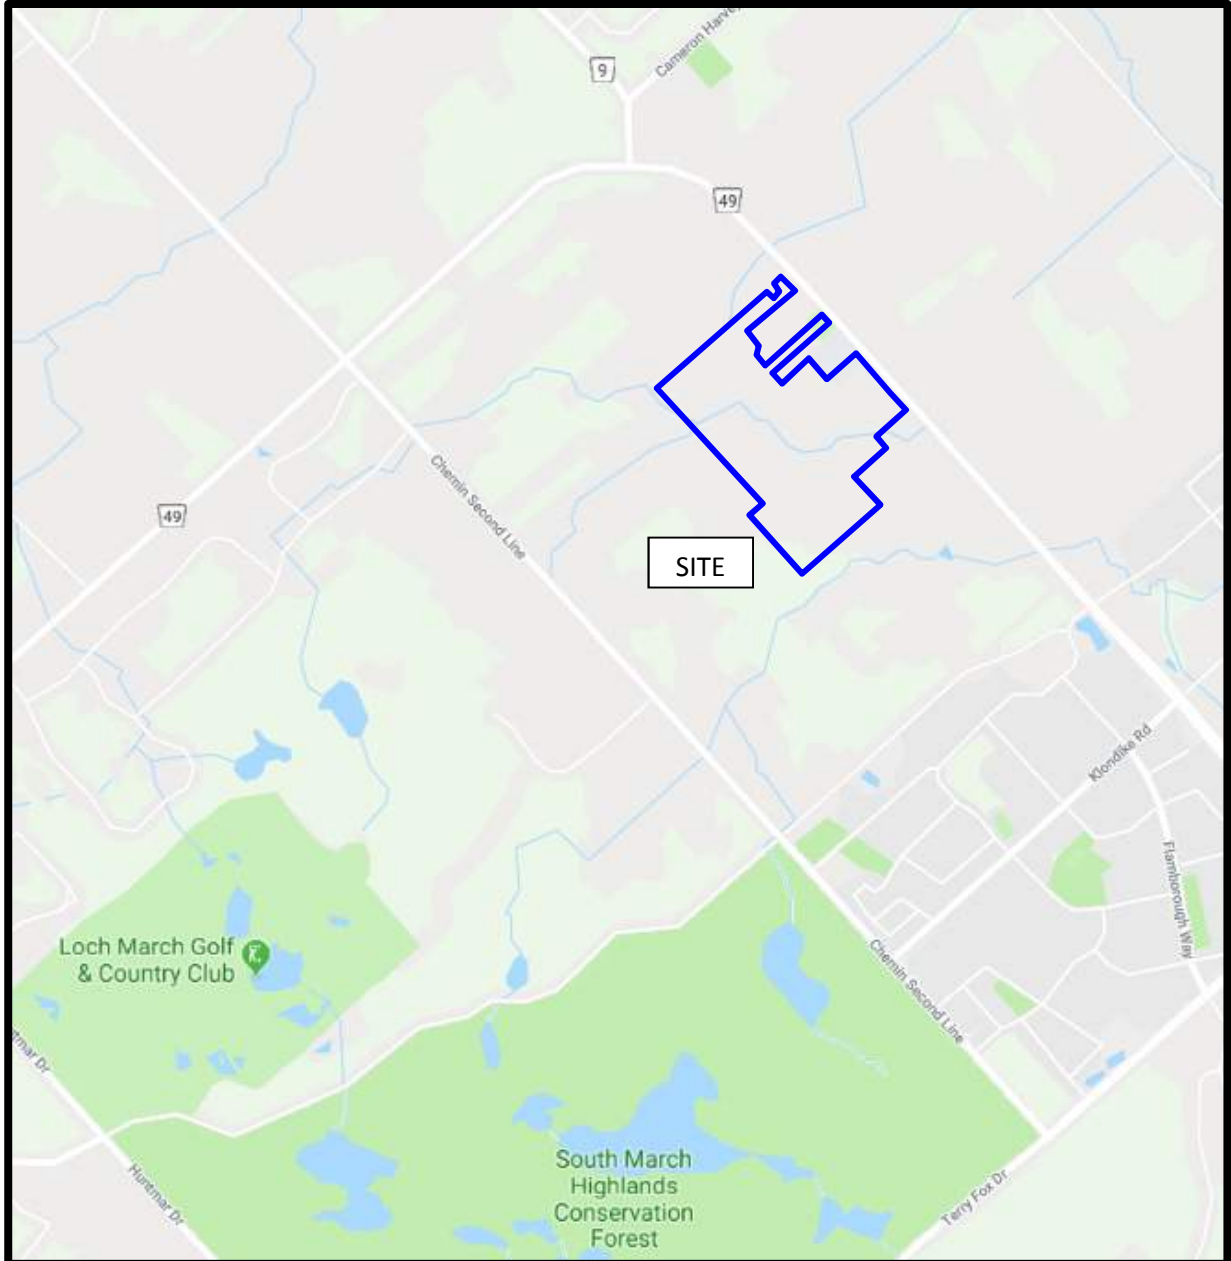 9
Cameron Harvey
49
49
Chemin Second Line
SITE
Klondike Rd
Flamborough Way
Loch March Golf
& Country Club
Chemin Second Line
tmar Dr
Huntmar Dr
South March
Highlands
Conservation
Forest
Terry Fox Dr